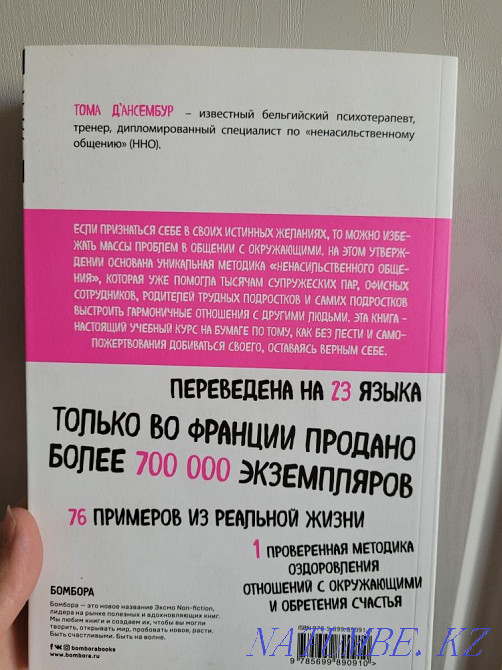 ТОМА Д'АНСЕМБУР – известный бельгийский психотерапевт,
тренер, дипломированный специалист по «ненасильственному
общению» (ННО).
ЕСЛИ ПРИЗНАТЬСЯ СЕБЕ В СВОИХ ИСТИННЫХ ЖЕЛАНИЯХ, ТО МОЖНО ИЗБЕ-
ЖАТЬ МАССЫ ПРОБЛЕМ В ОБЩЕНИИ С ОКРУЖАЮЩИМИ. НА ЭТОМ УТВЕРЖ-
ДЕНИИ ОСНОВАНА УНИКАЛЬНАЯ МЕТОДИКА «НЕНАСИЛЬСТВЕННОГО ОБЩЕ-
НИЯ», КОТОРАЯ УЖЕ ПОМОГЛА ТЫСЯЧАМ СУПРУЖЕСКИХ ПАР, ОФИСНЫХ
СОТРУДНИКОВ, РОДИТЕЛЕЙ ТРУДНЫХ ПОДРОСТКОВ И САМИХ ПОДРОСТКОВ
ВЫСТРОИТЬ ГАРМОНИЧНЫЕ ОТНОШЕНИЯ С ДРУГИМИ ЛЮДЬМИ. ЭТА КНИГА -
НАСТОЯЩИЙ УЧЕБНЫЙ КУРС НА БУМАГЕ ПО ТОМУ, КАК БЕЗ ЛЕСТИ И САМО-
ПОЖЕРТВОВАНИЯ ДОБИВАТЬСЯ СВОЕГО, ОСТАВАЯСЬ ВЕРНЫМ СЕБЕ.
ПЕРЕВЕДЕНА НА 23 ЯЗЫКА
ТОЛЬКО ВО ФРАНЦИИ ПРОДАНО
БОЛЕЕ 700 000 ЭКЗЕМПЛЯРОВ
76 ПРИМЕРОВ ИЗ РЕАЛЬНОЙ ЖИЗНИ
1 ПРОВЕРЕННАЯ МЕТОДИКА
ОЗДОРОВЛЕНИЯ
ОТНОШЕНИЙ С ОКРУЖАЮЩИМИ
И ОБРЕТЕНИЯ СЧАСТЬЯ
БОМБОРА
Бомбора — это новое название Эксмо Non-fiction,
лидера на рынке полезных и вдохновляющих книг.
Мы любим книги и создаем их, чтобы вы могли
творить, открывать мир, пробовать новое, расти.
Быть счастливыми. Быть на волне.
bomborabooks
www.bombora.ru
9 785699 890910
NAITMBE.KZ